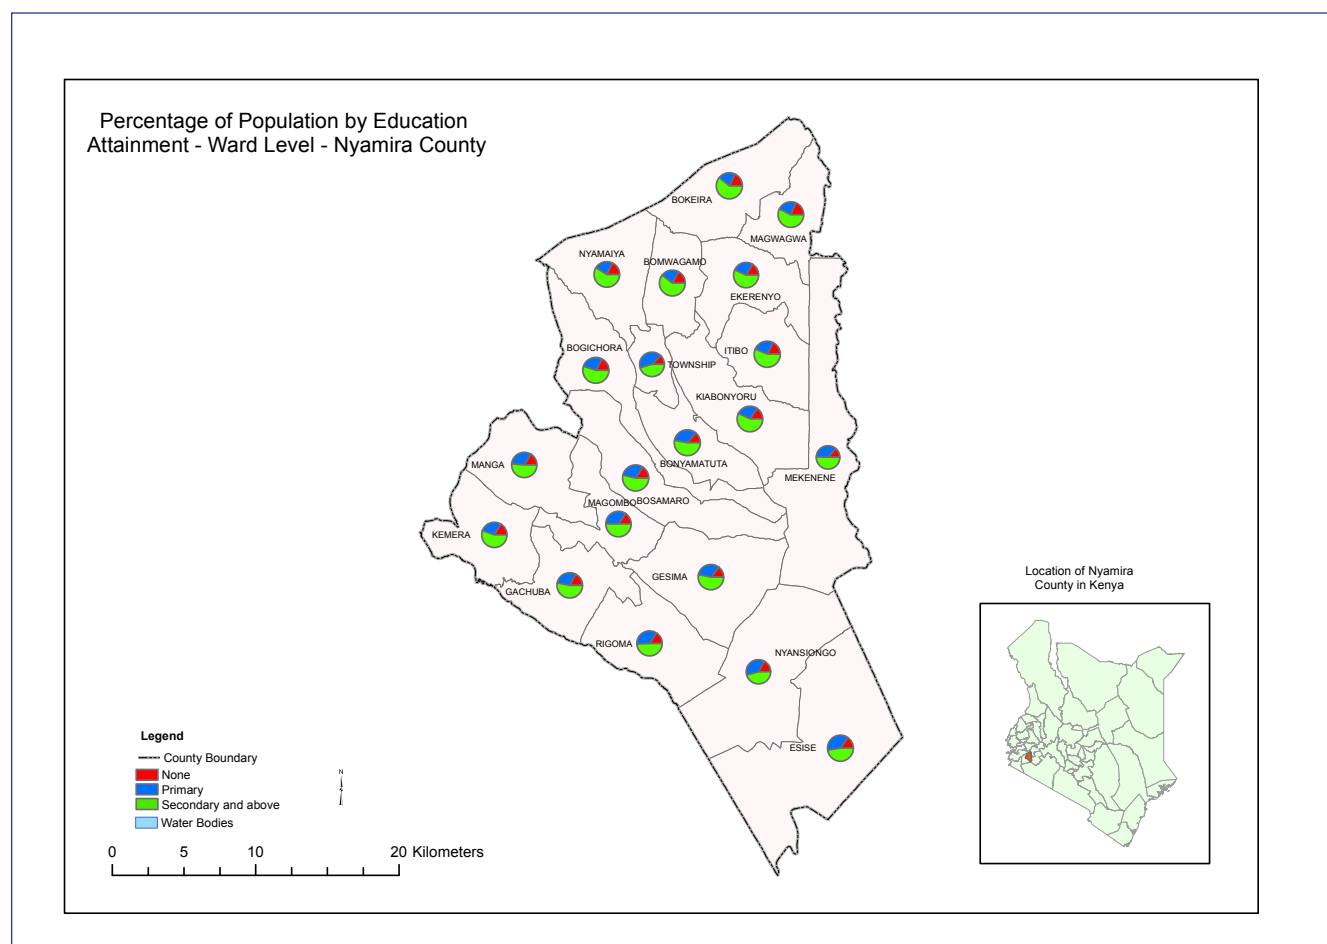 Percentage of Population by Education
Attainment - Ward Level - Nyamira County
BOKEIRA
MAGWAGWA
NYAMAIYA
BOMWAGAMO
EKERENYO
BOGICHORA
TOWNSHIP
ITIBO
KIABONYORU
MANGA
BONYAMATUTA
MEKENENE
MAGOMBO
BOSAMARO
KEMERA
GESIMA
GACHUBA
RIGOMA
NYANSIONGO
ESISE
Location of Nyamira
County in Kenya
Legend
County Boundary
None
Primary
Secondary and above
Water Bodies
N
0 5 10 20 Kilometers